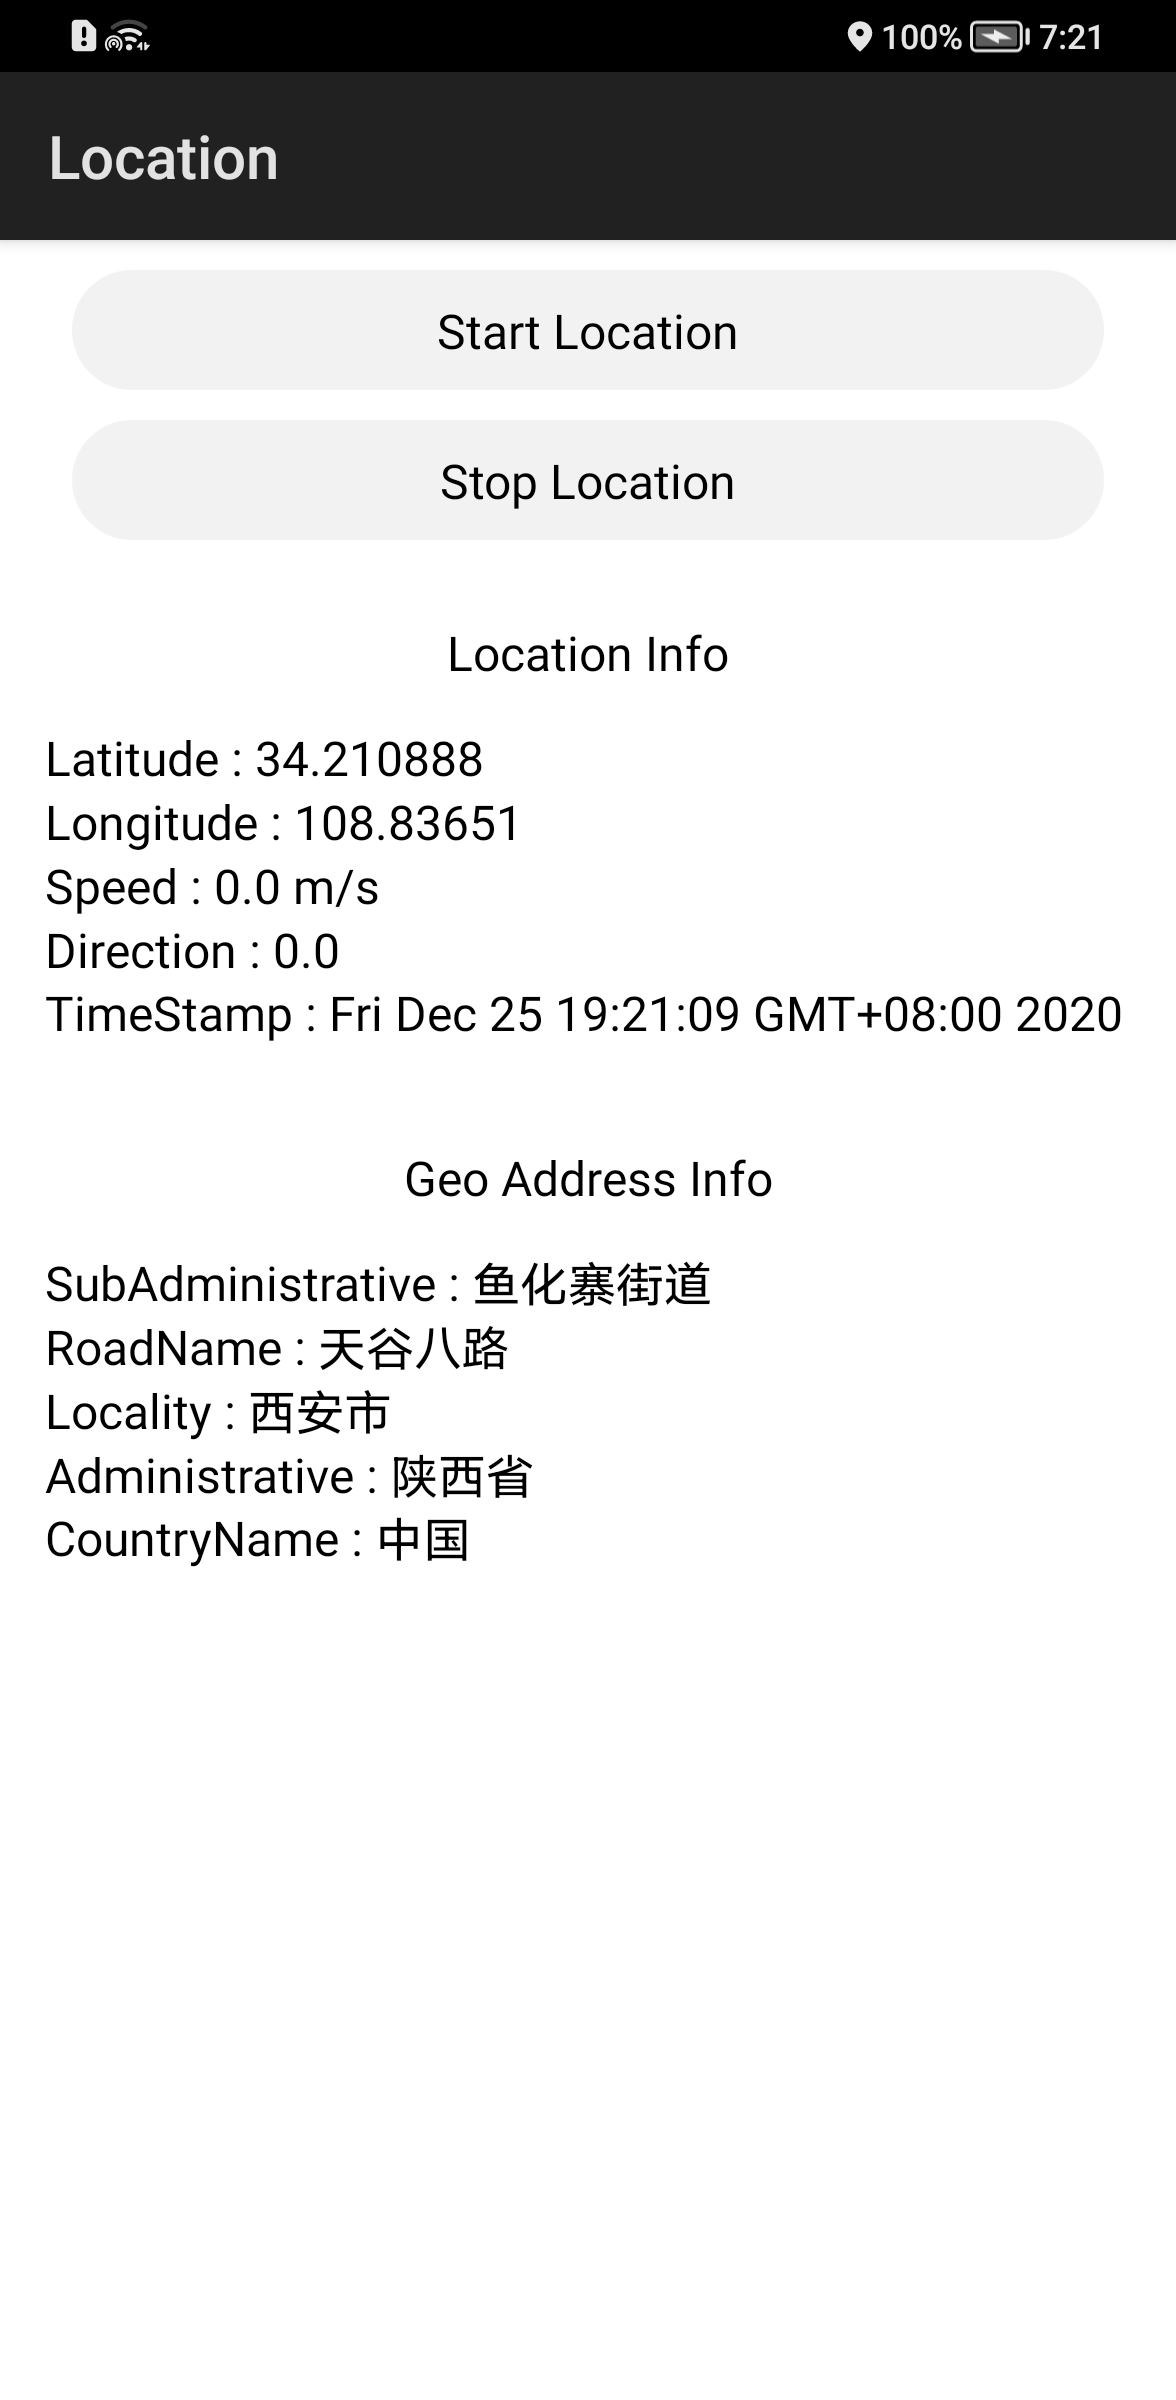 100% 7:21
Location
Start Location
Stop Location
Location Info
Latitude : 34.210888
Longitude : 108.83651
Speed : 0.0 m/s
Direction : 0.0
TimeStamp : Fri Dec 25 19:21:09 GMT+08:00 2020
Geo Address Info
SubAdministrative : 鱼化寨街道
RoadName : 天谷八路
Locality : 西安市
Administrative : 陕西省
CountryName : 中国